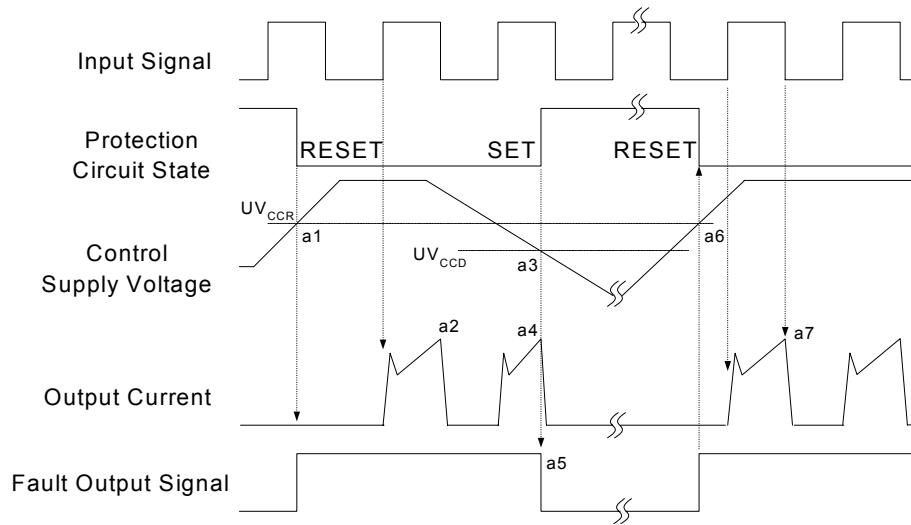 Input Signal
Protection
Circuit State
RESET
SET
RESET
UVCCR
a1
a6
Control
Supply Voltage
UVCCD
a3
a2
a4
a7
Output Current
a5
Fault Output Signal